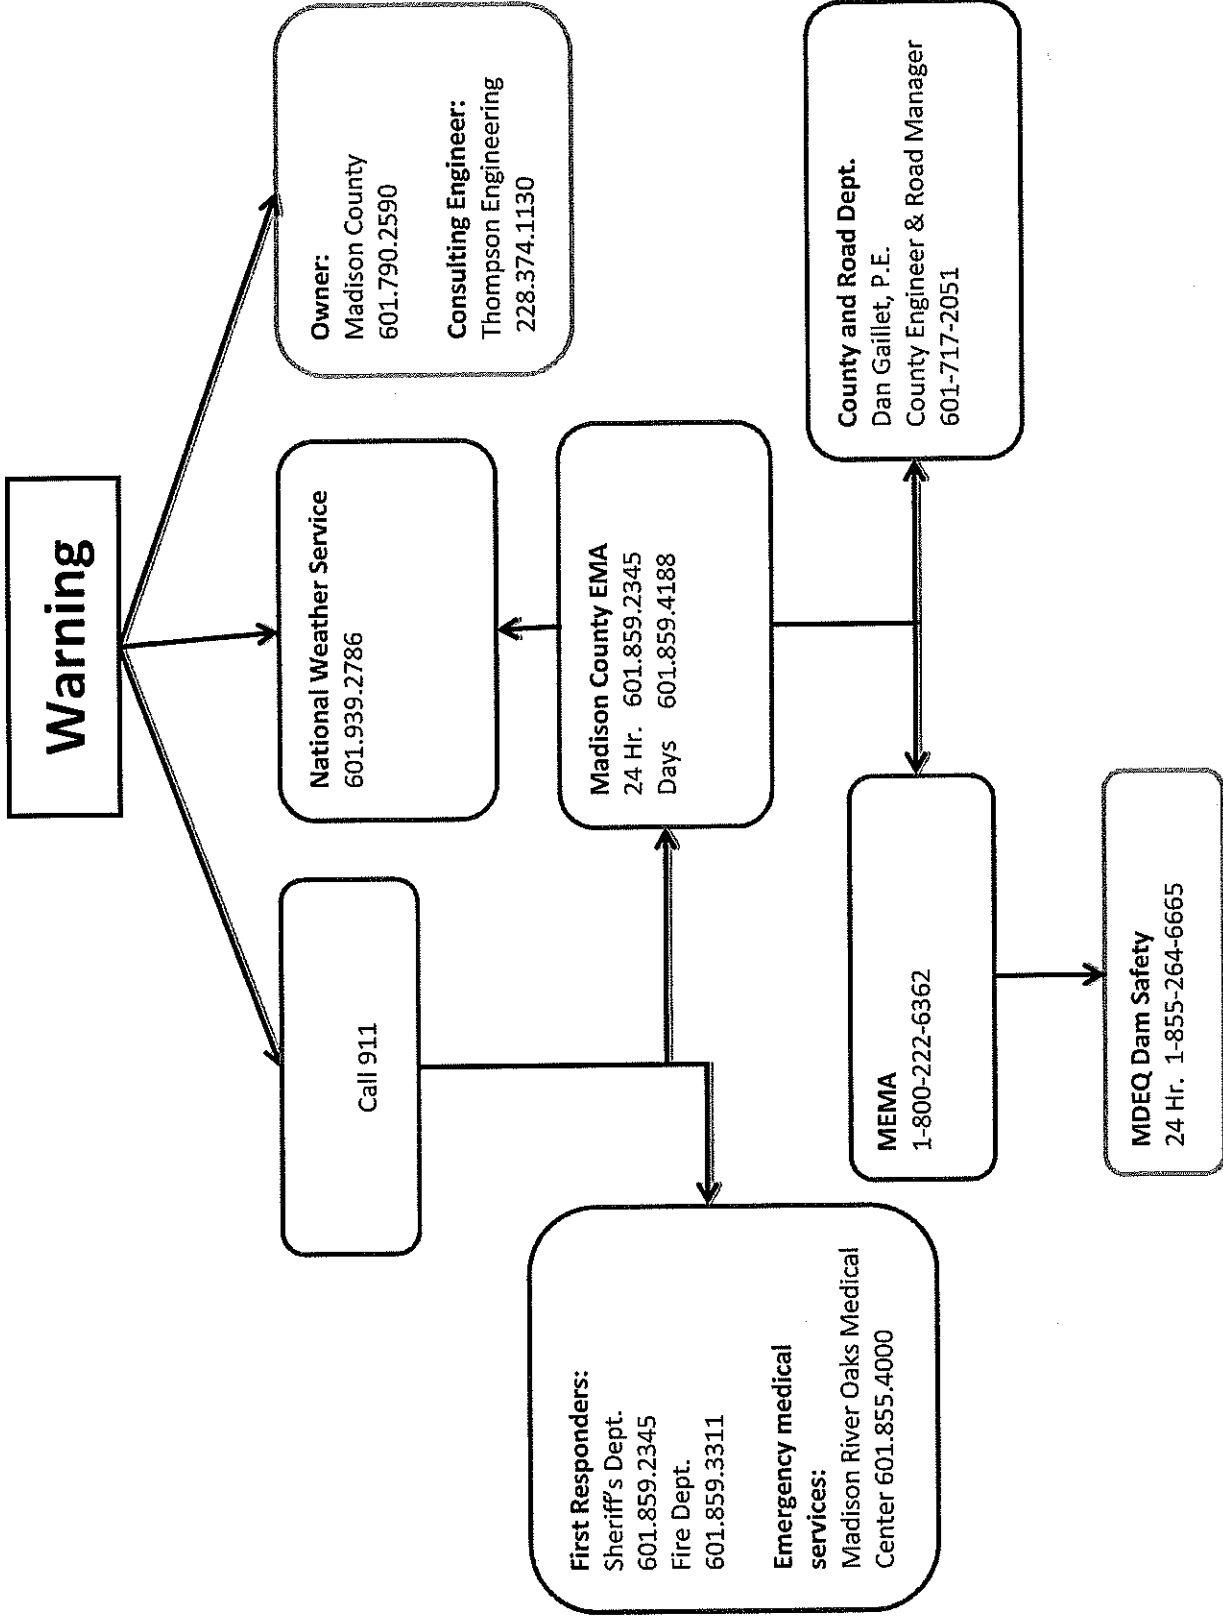 Warning
Call 911
National Weather Service
601.939.2786
Owner:
Madison County
601.790.2590
Consulting Engineer:
Thompson Engineering
228.374.1130
First Responders:
Sheriff's Dept.
601.859.2345
Fire Dept.
601.859.3311
Emergency medical
services:
Madison River Oaks Medical
Center 601.855.4000
Madison County EMA
24 Hr. 601.859.2345
Days 601.859.4188
MEMA
1-800-222-6362
County and Road Dept.
Dan Gaillet, P.E.
County Engineer & Road Manager
601-717-2051
MDEQ Dam Safety
24 Hr. 1-855-264-6665